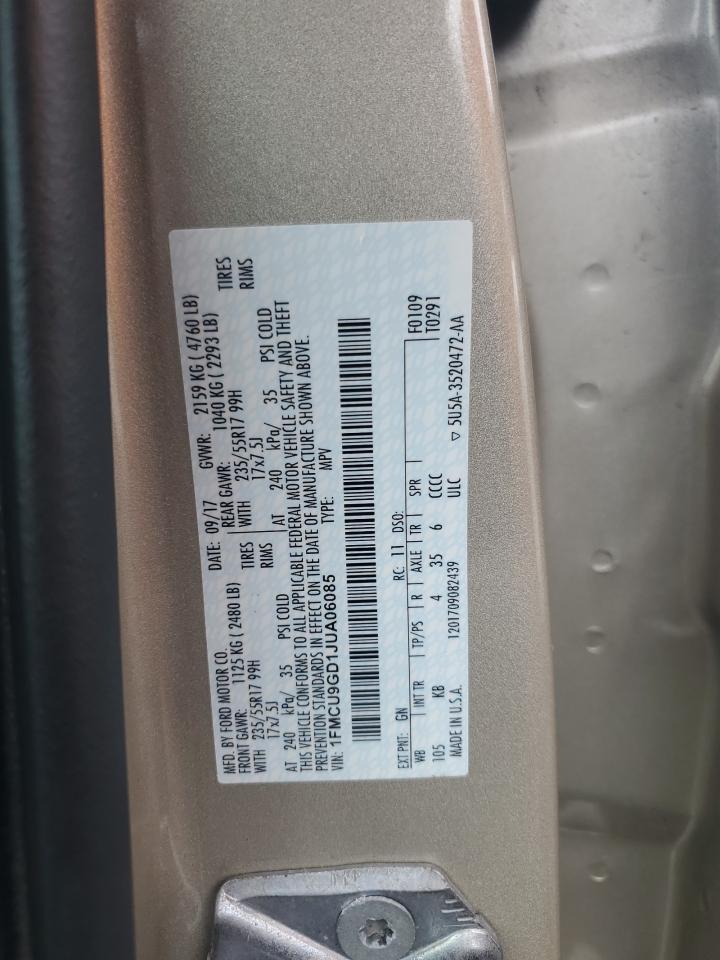 MFD. BY FORD MOTOR CO.
DATE: 09/17 GVWR: 2159 KG ( 4760 LB)
FRONT GAWR: 1125 KG ( 2480 LB) REAR GAWR: 1040 KG ( 2293 LB)
WITH 235/55R17 99H TIRES WITH 235/55R17 99H TIRES
17x7.5J RIMS 17x7.5J RIMS
AT 240 kPa/ 35 PSI COLD AT 240 kPa/ 35 PSI COLD
THIS VEHICLE CONFORMS TO ALL APPLICABLE FEDERAL MOTOR VEHICLE SAFETY AND THEFT
PREVENTION STANDARDS IN EFFECT ON THE DATE OF MANUFACTURE SHOWN ABOVE.
VIN: 1FMCU9GD1JUA06085 TYPE: MPV
EXT PNT: GN RC: 11 DSO: F0109
WB INT TR TP/PS R AXLE TR SPR T0291
105 KB 4 35 6 CCCC
MADE IN U.S.A. 1201709082439 ULC ▽ 5U5A-3520472-AA